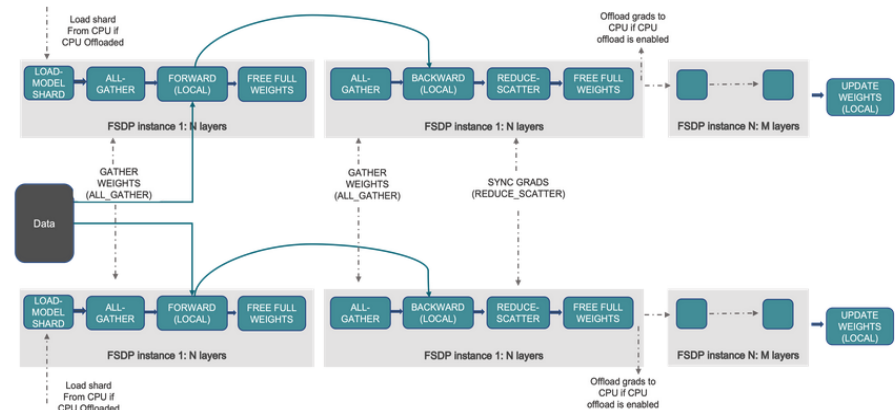 Load shard
From CPU if
CPU Offloaded
Offload grads to
CPU if CPU
offload is enabled
LOAD-
MODEL
SHARD
ALL-
GATHER
FORWARD
(LOCAL)
FREE FULL
WEIGHTS
FSDP instance 1: N layers
ALL-
GATHER
BACKWARD
(LOCAL)
REDUCE-
SCATTER
FREE FULL
WEIGHTS
FSDP instance 1: N layers
FSDP instance N: M layers
UPDATE
WEIGHTS
(LOCAL)
GATHER
WEIGHTS
(ALL_GATHER)
GATHER
WEIGHTS
(ALL_GATHER)
SYNC GRADS
(REDUCE_SCATTER)
Data
LOAD-
MODEL
SHARD
ALL-
GATHER
FORWARD
(LOCAL)
FREE FULL
WEIGHTS
FSDP instance 1: N layers
ALL-
GATHER
BACKWARD
(LOCAL)
REDUCE-
SCATTER
FREE FULL
WEIGHTS
FSDP instance 1: N layers
FSDP instance N: M layers
UPDATE
WEIGHTS
(LOCAL)
Load shard
From CPU if
CPU Offloaded
Offload grads to
CPU if CPU
offload is enabled